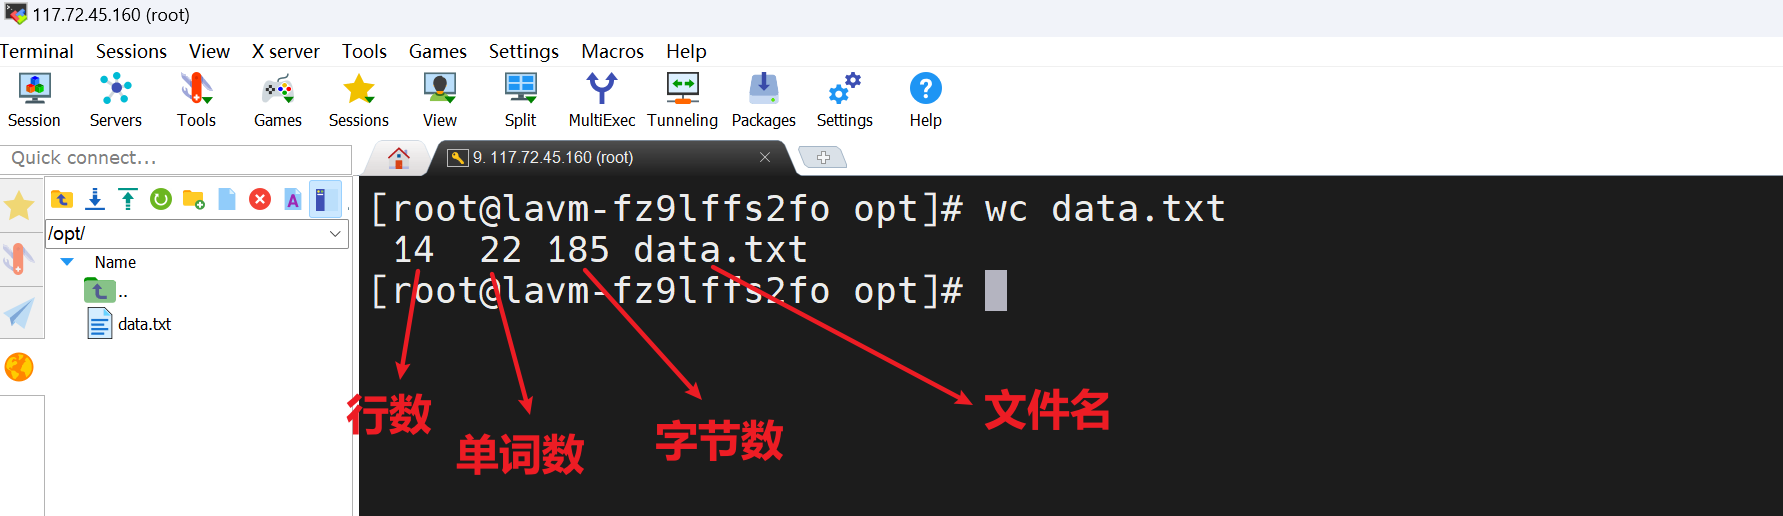 117.72.45.160 (root)
Terminal Sessions View X server Tools Games Settings Macros Help
Session Servers Tools Games Sessions View Split MultiExec Tunneling Packages Settings Help
Quick connect...
9. 117.72.45.160 (root)
/opt/
Name
..
data.txt
[root@lavm-fz9lffs2fo opt]# wc data.txt
14 22 185 data.txt
[root@lavm-fz9lffs2fo opt]#
行数
单词数
字节数
文件名